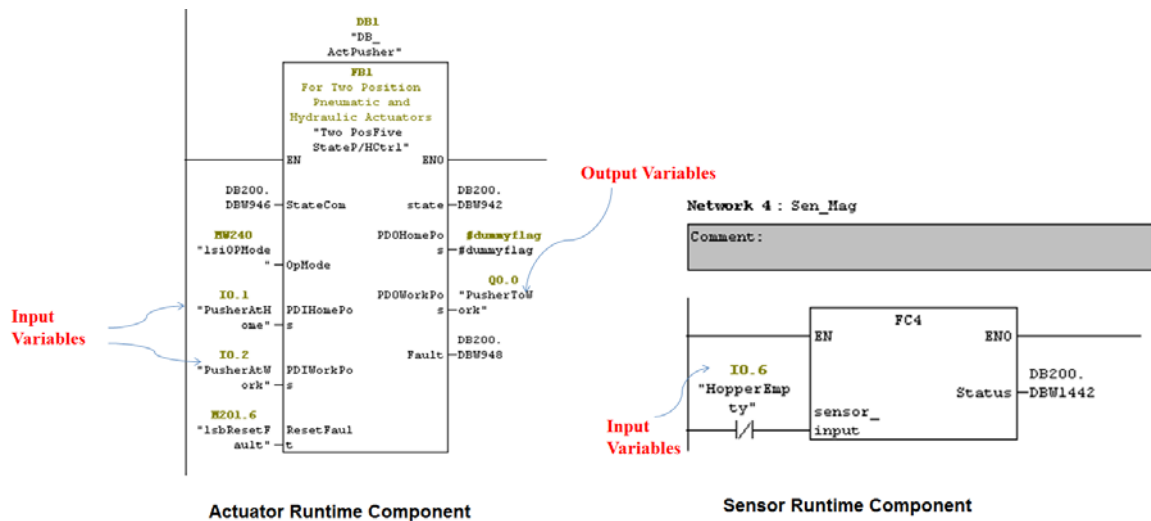 DB1
"DB_
ActPusher"
FB1
For Two Position
Pneumatic and
Hydraulic Actuators
"Two PosFive
StateP/HCtrl"
EN
ENO
DB200.
DBW946
StateCom
MW240
"lsiOPMode
"
OpMode
I0.1
"PusherAtH
ome"
PDIHomePo
s
I0.2
"PusherAtW
ork"
PDIWorkPo
s
M201.6
"lsbResetF
ault"
ResetFaul
t
state
DB200.
DBW942
PDOHomePo
s
#dummyflag
#dummyflag
PDOWorkPo
s
Q0.0
"PusherToW
ork"
Fault
DB200.
DBW948
Input
Variables
Output Variables
Actuator Runtime Component
Network 4 : Sen_Mag
Comment:
FC4
EN
ENO
I0.6
"HopperEmp
ty"
sensor_
input
Status
DB200.
DBW1442
Input
Variables
Sensor Runtime Component